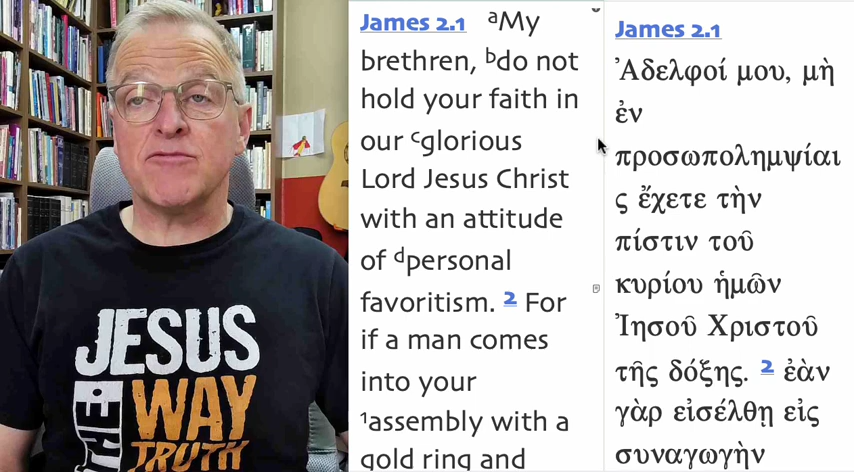 JESUS
THE
WAY
TRUTH
James 2.1 ᵃMy
brethren, ᵇdo not
hold your faith in
our ᶜglorious
Lord Jesus Christ
with an attitude
of ᵈpersonal
favoritism. 2 For
if a man comes
into your
¹assembly with a
gold ring and
James 2.1
Ἀδελφοί μου, μὴ
ἐν
προσωπολημψίαι
ς ἔχετε τὴν
πίστιν τοῦ
κυρίου ἡμῶν
Ἰησοῦ Χριστοῦ
τῆς δόξης. 2 ἐὰν
γὰρ εἰσέλθῃ εἰς
συναγωγὴν